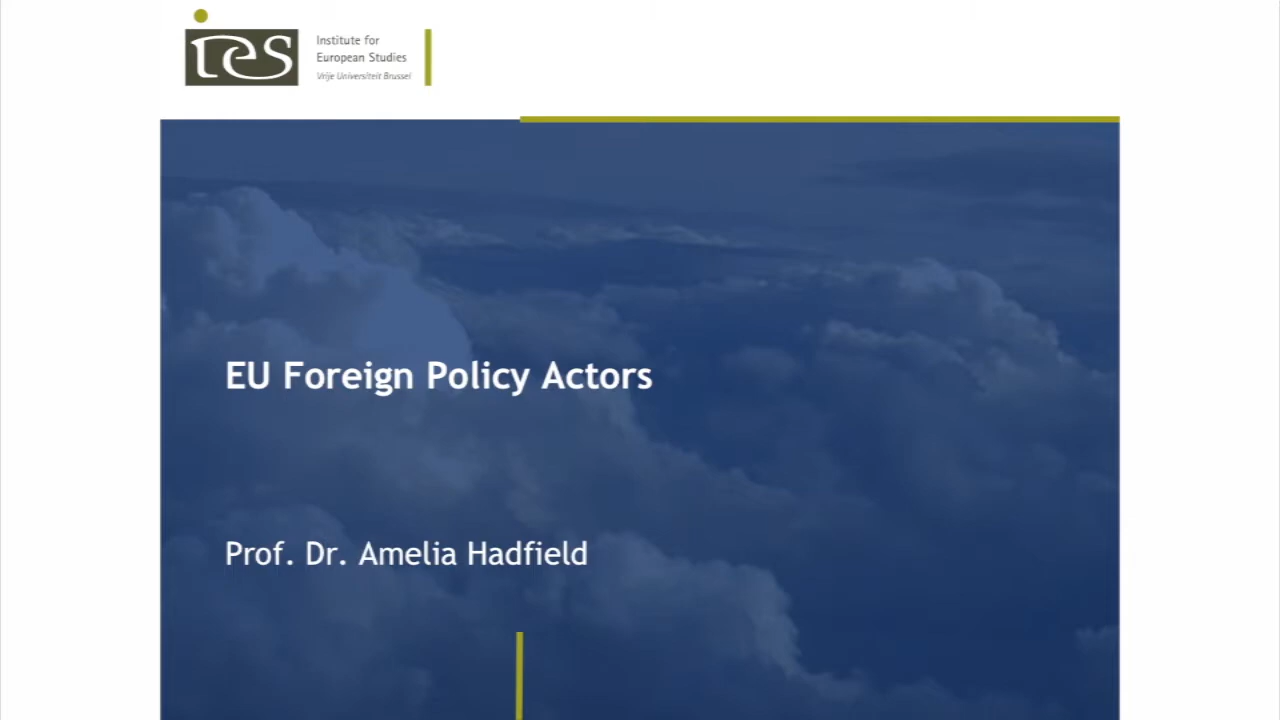 ies
Institute for
European Studies
Vrije Universiteit Brussel
EU Foreign Policy Actors
Prof. Dr. Amelia Hadfield